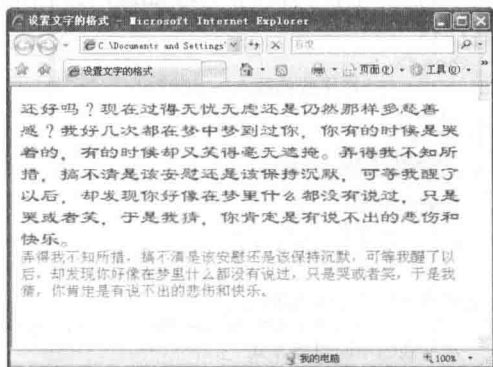 设置文字的格式 - Microsoft Internet Explorer
C:\Documents and Settings'
页面(P) 工具(O) »
设置文字的格式
还好吗？现在过得无忧无虑还是仍然那样多愁善
感？我好几次都在梦中梦到过你，你有的时候是哭
着的，有的时候却又笑得毫无遮掩。弄得我不知所
措，搞不清是该安慰还是该保持沉默，可等我醒了
以后，却发现你好像在梦里什么都没有说过，只是
哭或者笑，于是我猜，你肯定是有说不出的悲伤和
快乐。
弄得我不知所措，搞不清是该安慰还是该保持沉默，可等我醒了以
后，却发现你好像在梦里什么都没有说过，只是哭或者笑，于是我
猜，你肯定是有说不出的悲伤和快乐。
我的电脑 100%